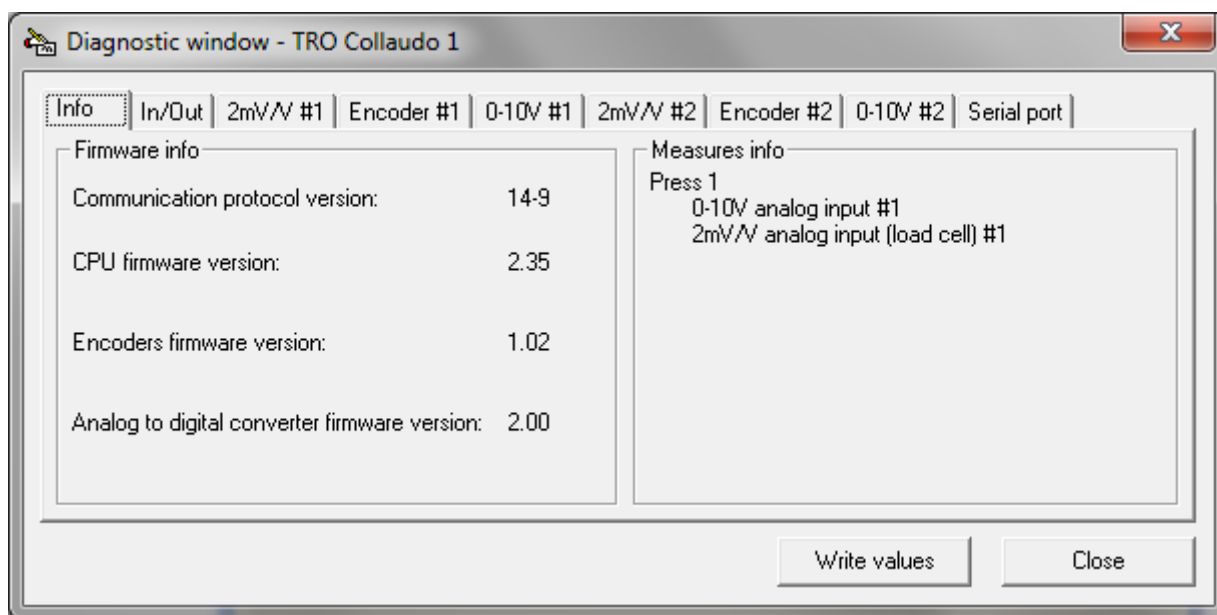 Diagnostic window - TRO Collaudo 1
Info In/Out 2mV/V #1 Encoder #1 0-10V #1 2mV/V #2 Encoder #2 0-10V #2 Serial port
Firmware info
Communication protocol version: 14-9
CPU firmware version: 2.35
Encoders firmware version: 1.02
Analog to digital converter firmware version: 2.00
Measures info
Press 1
0-10V analog input #1
2mV/V analog input (load cell) #1
Write values Close